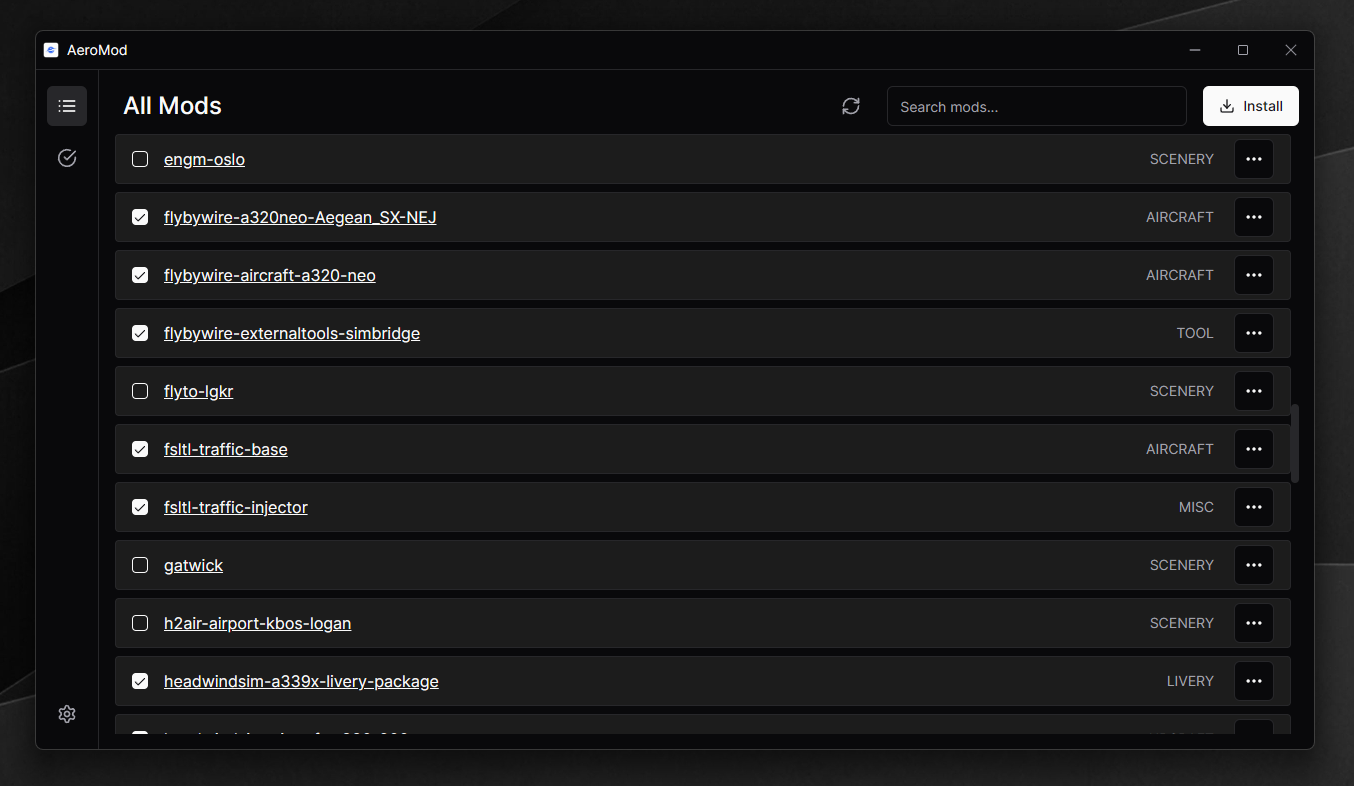 AeroMod
All Mods
Search mods...
Install
engm-oslo SCENERY
flybywire-a320neo-Aegean_SX-NEJ AIRCRAFT
flybywire-aircraft-a320-neo AIRCRAFT
flybywire-externaltools-simbridge TOOL
flyto-lgkr SCENERY
fsltl-traffic-base AIRCRAFT
fsltl-traffic-injector MISC
gatwick SCENERY
h2air-airport-kbos-logan SCENERY
headwindsim-a339x-livery-package LIVERY